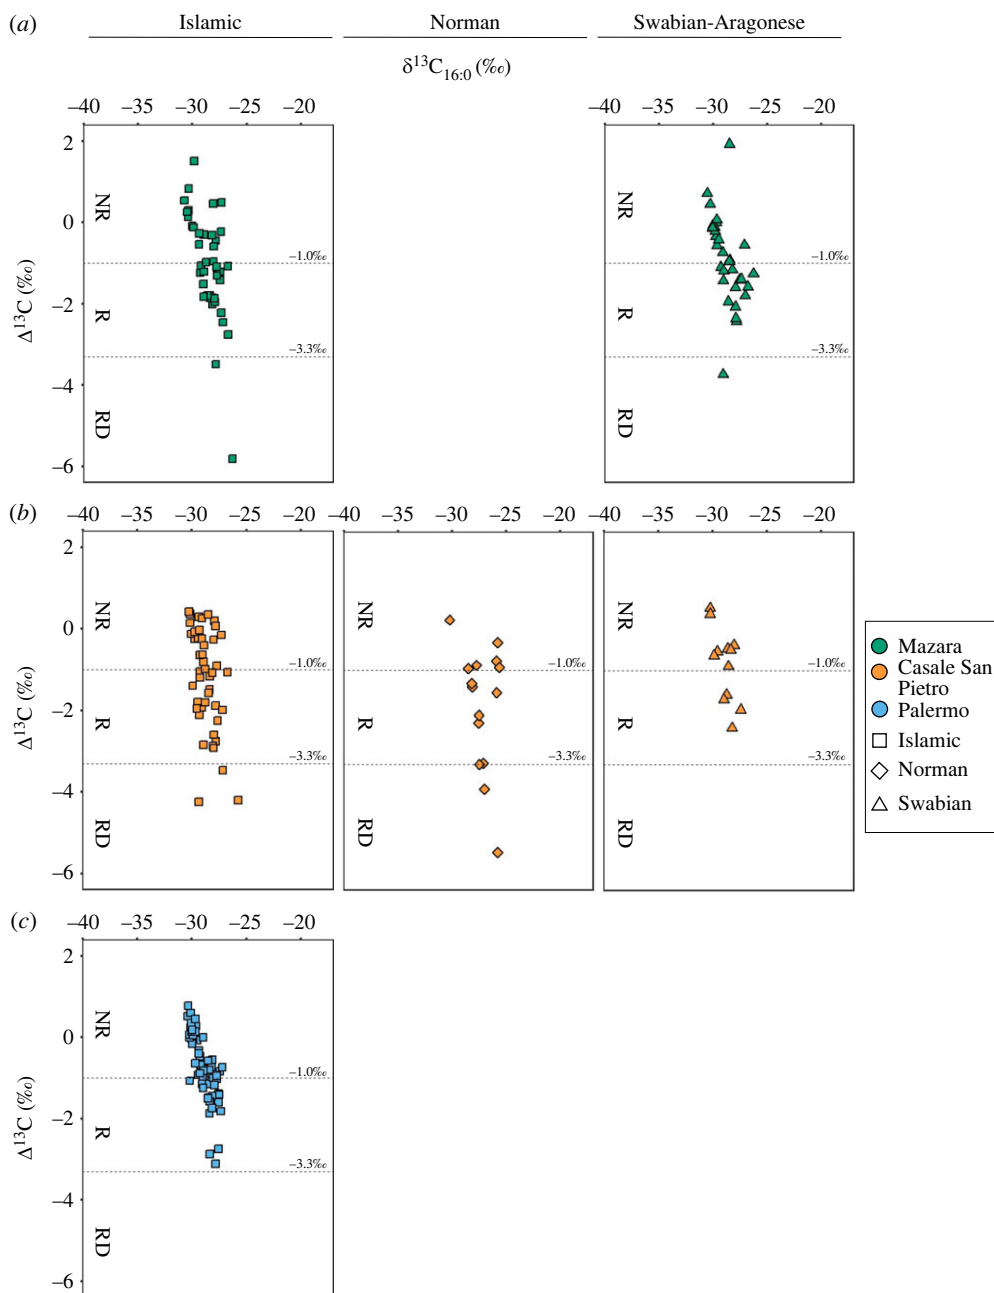 (a) Islamic Norman Swabian-Aragonese
δ13C16:0 (‰)
–40 –35 –30 –25 –20 –40 –35 –30 –25 –20
2
0
–2
–4
–6
Δ13C (‰)
NR
R
RD
–1.0‰
–3.3‰
NR
R
RD
–1.0‰
–3.3‰
(b) –40 –35 –30 –25 –20 –40 –30 –25 –40 –35 –30 –25 –20
2
0
–2
–4
–6
Δ13C (‰)
NR
R
RD
–1.0‰
–3.3‰
NR
R
RD
–1.0‰
–3.3‰
NR
R
RD
–1.0‰
–3.3‰
Mazara
Casale San
Pietro
Palermo
Islamic
Norman
Swabian
(c) –40 –35 –30 –25 –20
2
0
–2
–4
–6
Δ13C (‰)
NR
R
RD
–1.0‰
–3.3‰